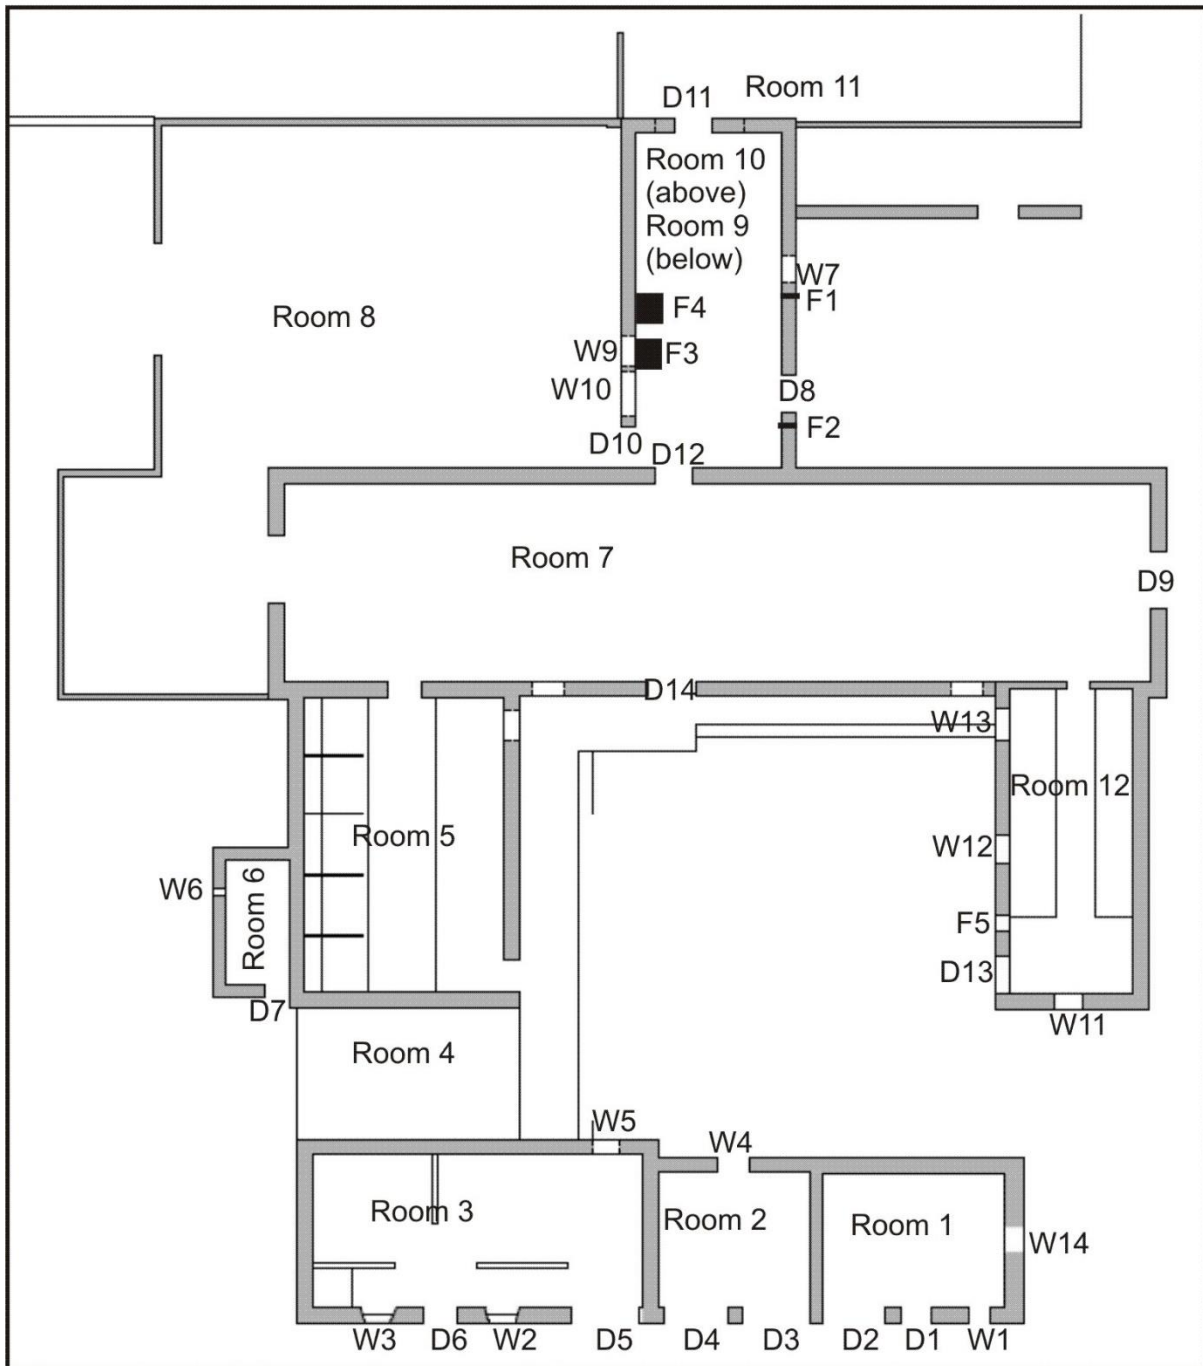 Room 11
D11
Room 10
(above)
Room 9
(below)
W7
F1
Room 8
F4
W9
F3
W10
D8
F2
D10
D12
Room 7
D9
D14
W13
Room 12
Room 5
W12
W6
Room 6
F5
D13
D7
W11
Room 4
W5
W4
Room 3
Room 2
Room 1
W14
W3
D6
W2
D5
D4
D3
D2
D1
W1